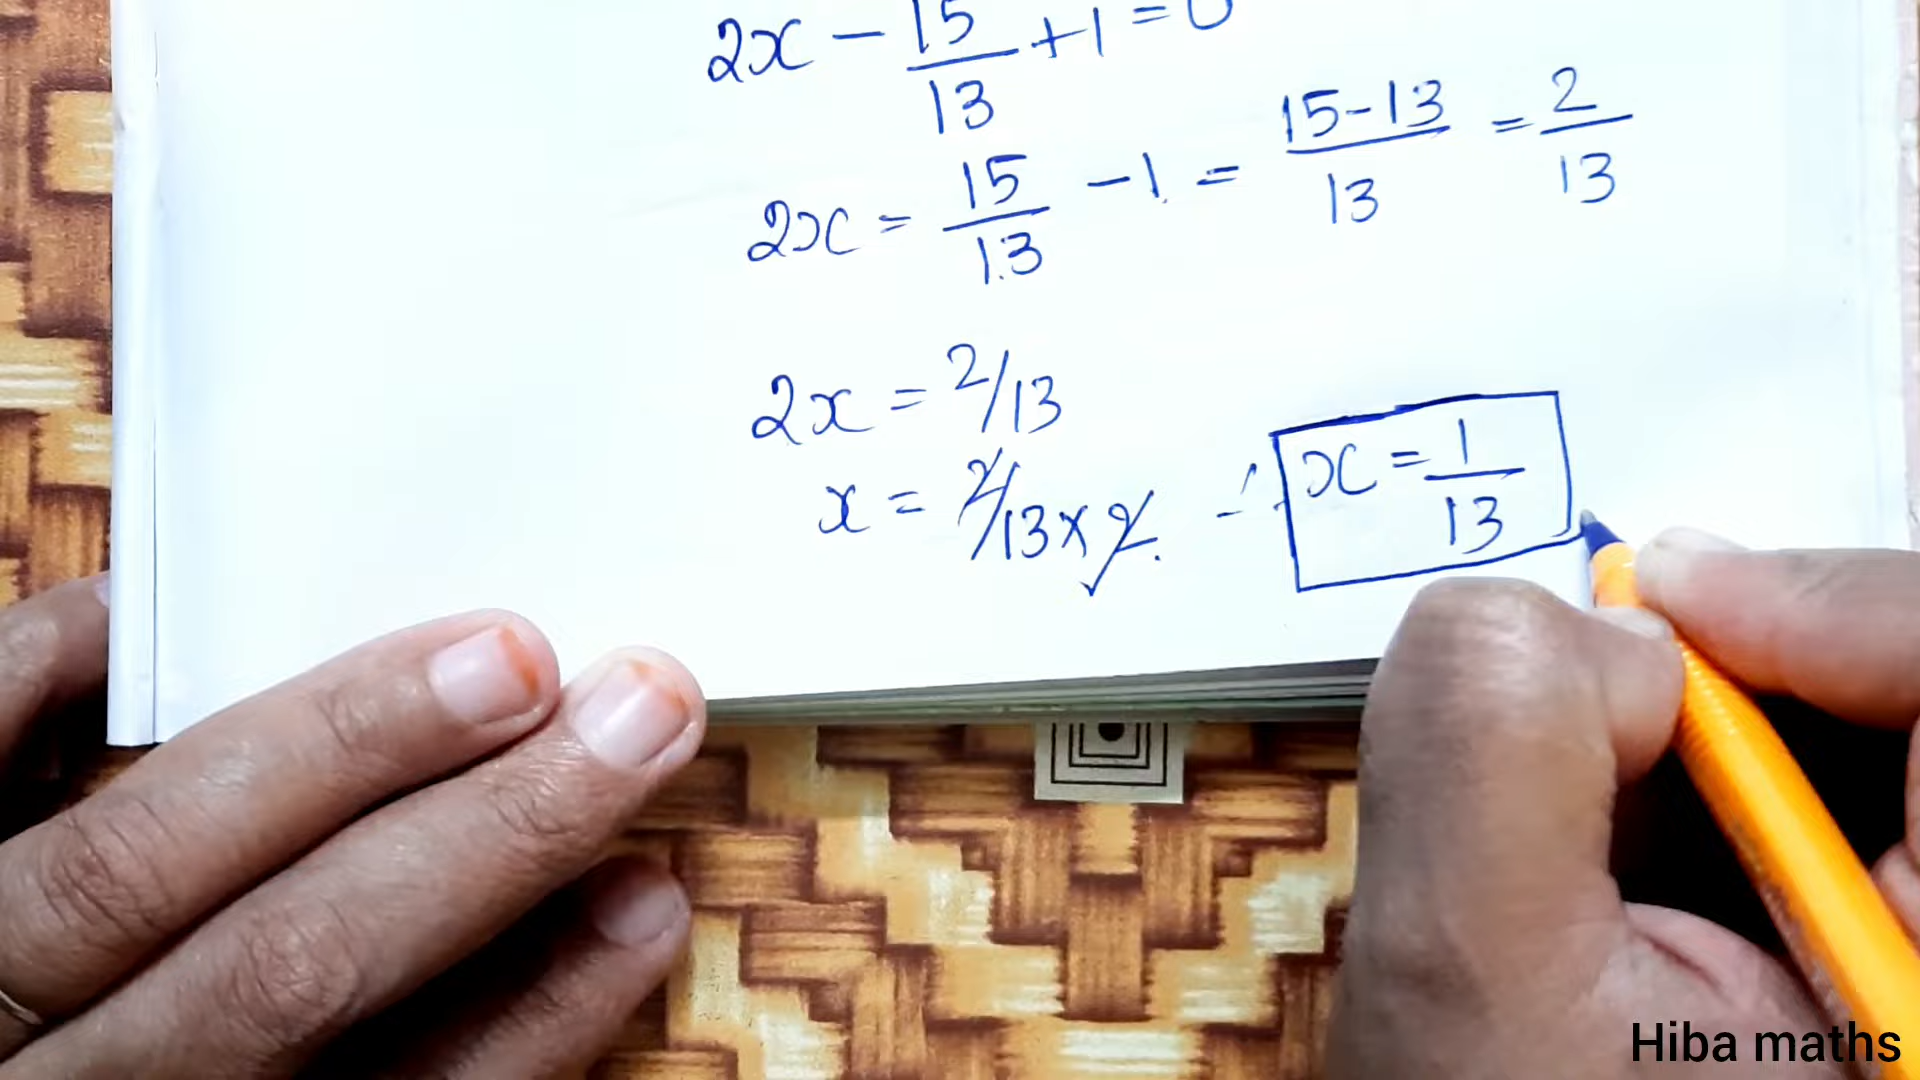 2x - 15/13 + 1 = 0
2x = 15/13 - 1 = 15-13/13 = 2/13
2x = 2/13
x = 2/13×2 x = 1/13
Hiba maths